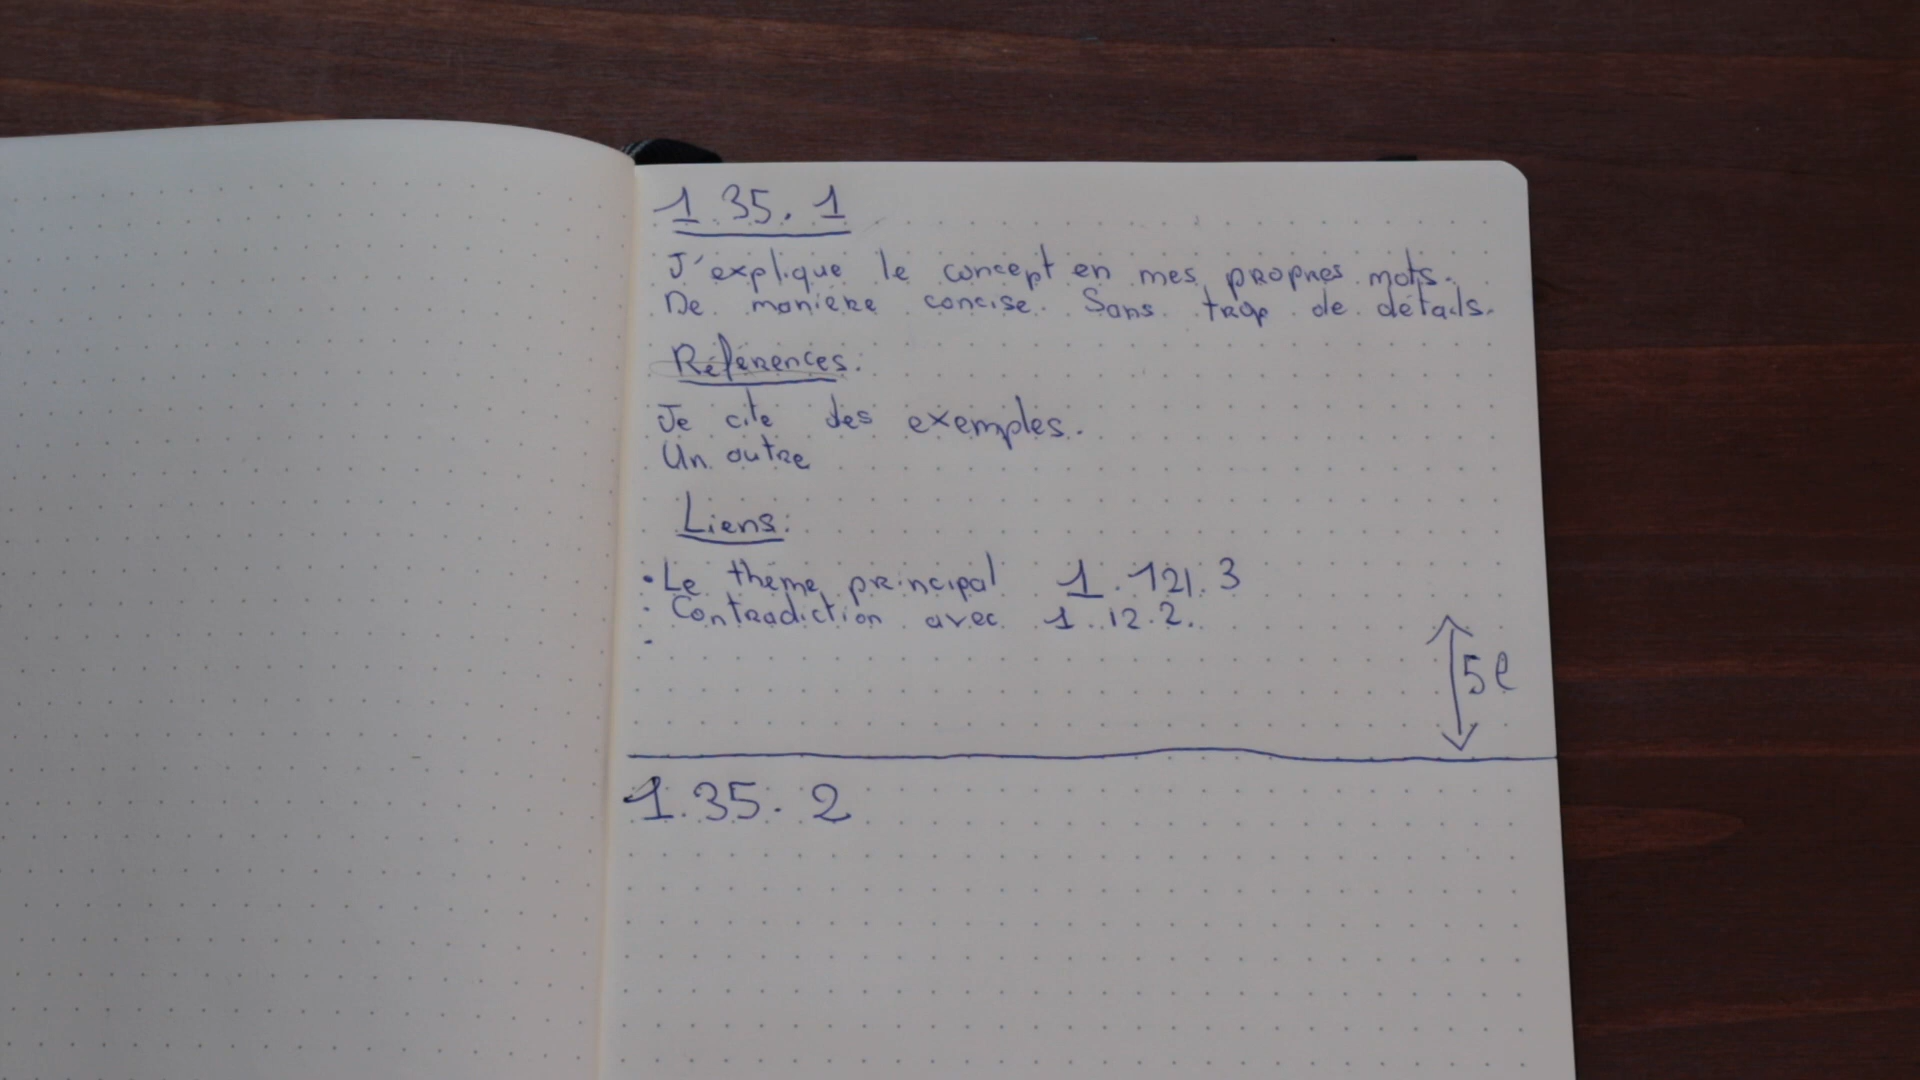 1.35.1
J'explique le concept en mes propres mots.
De manière concise. Sans trop de détails.
Références:
Je cite des exemples.
Un autre
Liens:
• Le thème principal 1.121.3
• Contradiction avec 1.12.2.
•
5l
1.35.2